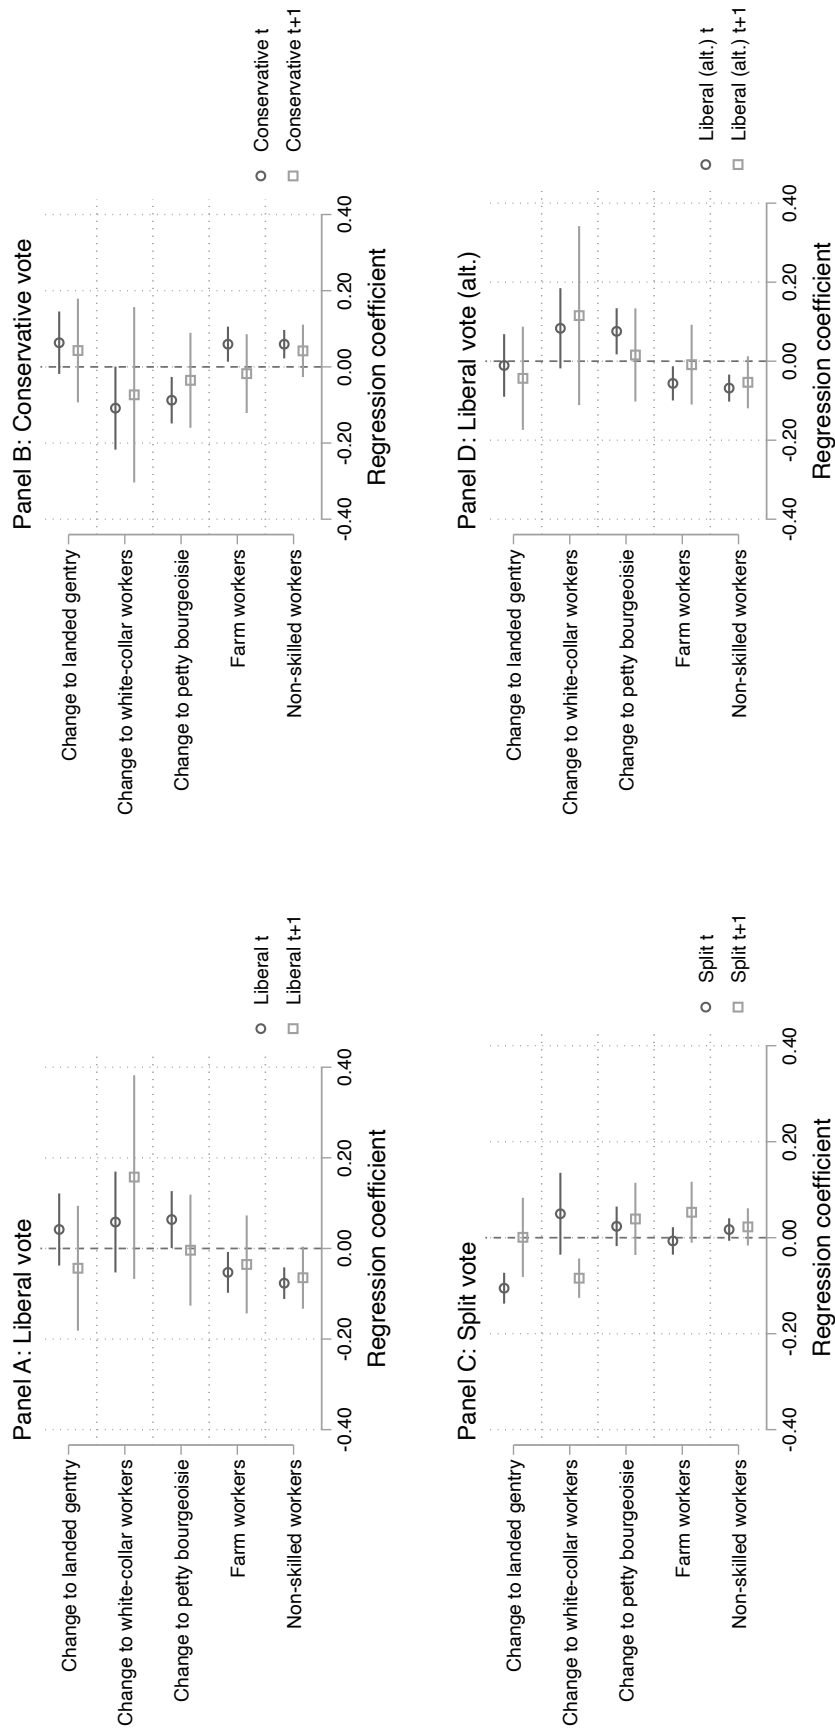 Panel A: Liberal vote
Change to landed gentry
Change to white-collar workers
Change to petty bourgeoisie
Farm workers
Non-skilled workers
-0.40 -0.20 0.00 0.20 0.40
Regression coefficient
Liberal t
Liberal t+1
Panel B: Conservative vote
Change to landed gentry
Change to white-collar workers
Change to petty bourgeoisie
Farm workers
Non-skilled workers
-0.40 -0.20 0.00 0.20 0.40
Regression coefficient
Conservative t
Conservative t+1
Panel C: Split vote
Change to landed gentry
Change to white-collar workers
Change to petty bourgeoisie
Farm workers
Non-skilled workers
-0.40 -0.20 0.00 0.20 0.40
Regression coefficient
Split t
Split t+1
Panel D: Liberal vote (alt.)
Change to landed gentry
Change to white-collar workers
Change to petty bourgeoisie
Farm workers
Non-skilled workers
-0.40 -0.20 0.00 0.20 0.40
Regression coefficient
Liberal (alt.) t
Liberal (alt.) t+1